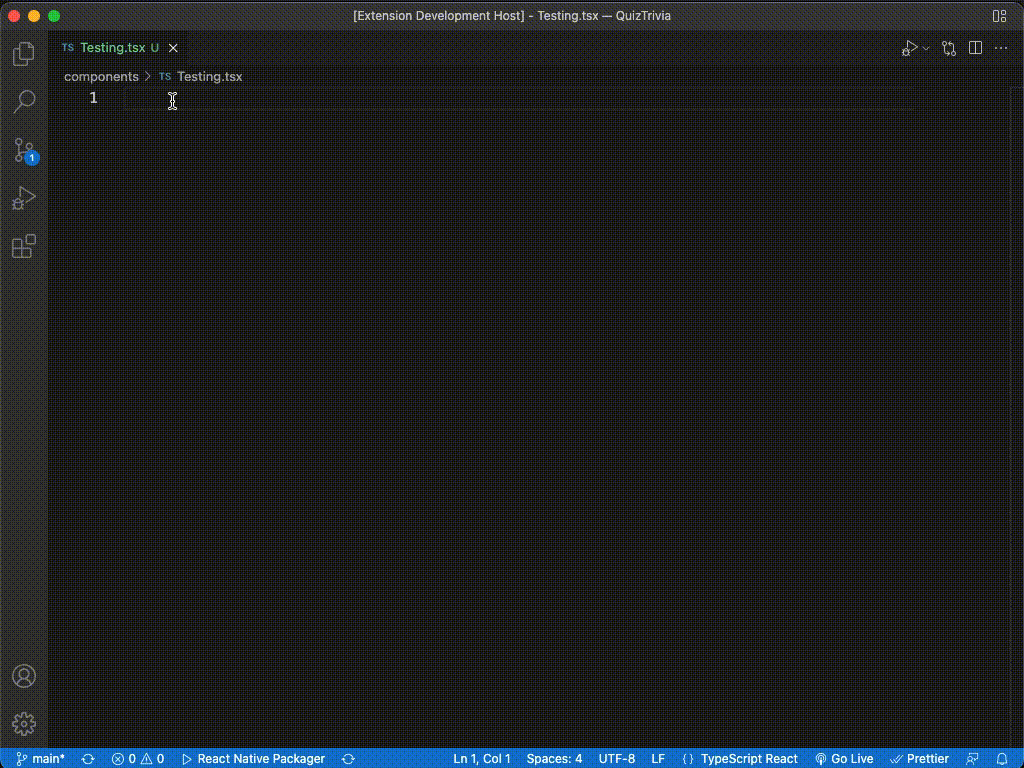 [Extension Development Host] - Testing.tsx — QuizTrivia
TS Testing.tsx U
components > TS Testing.tsx
1
1
main* 0 0 React Native Packager Ln 1, Col 1 Spaces: 4 UTF-8 LF { } TypeScript React Go Live Prettier